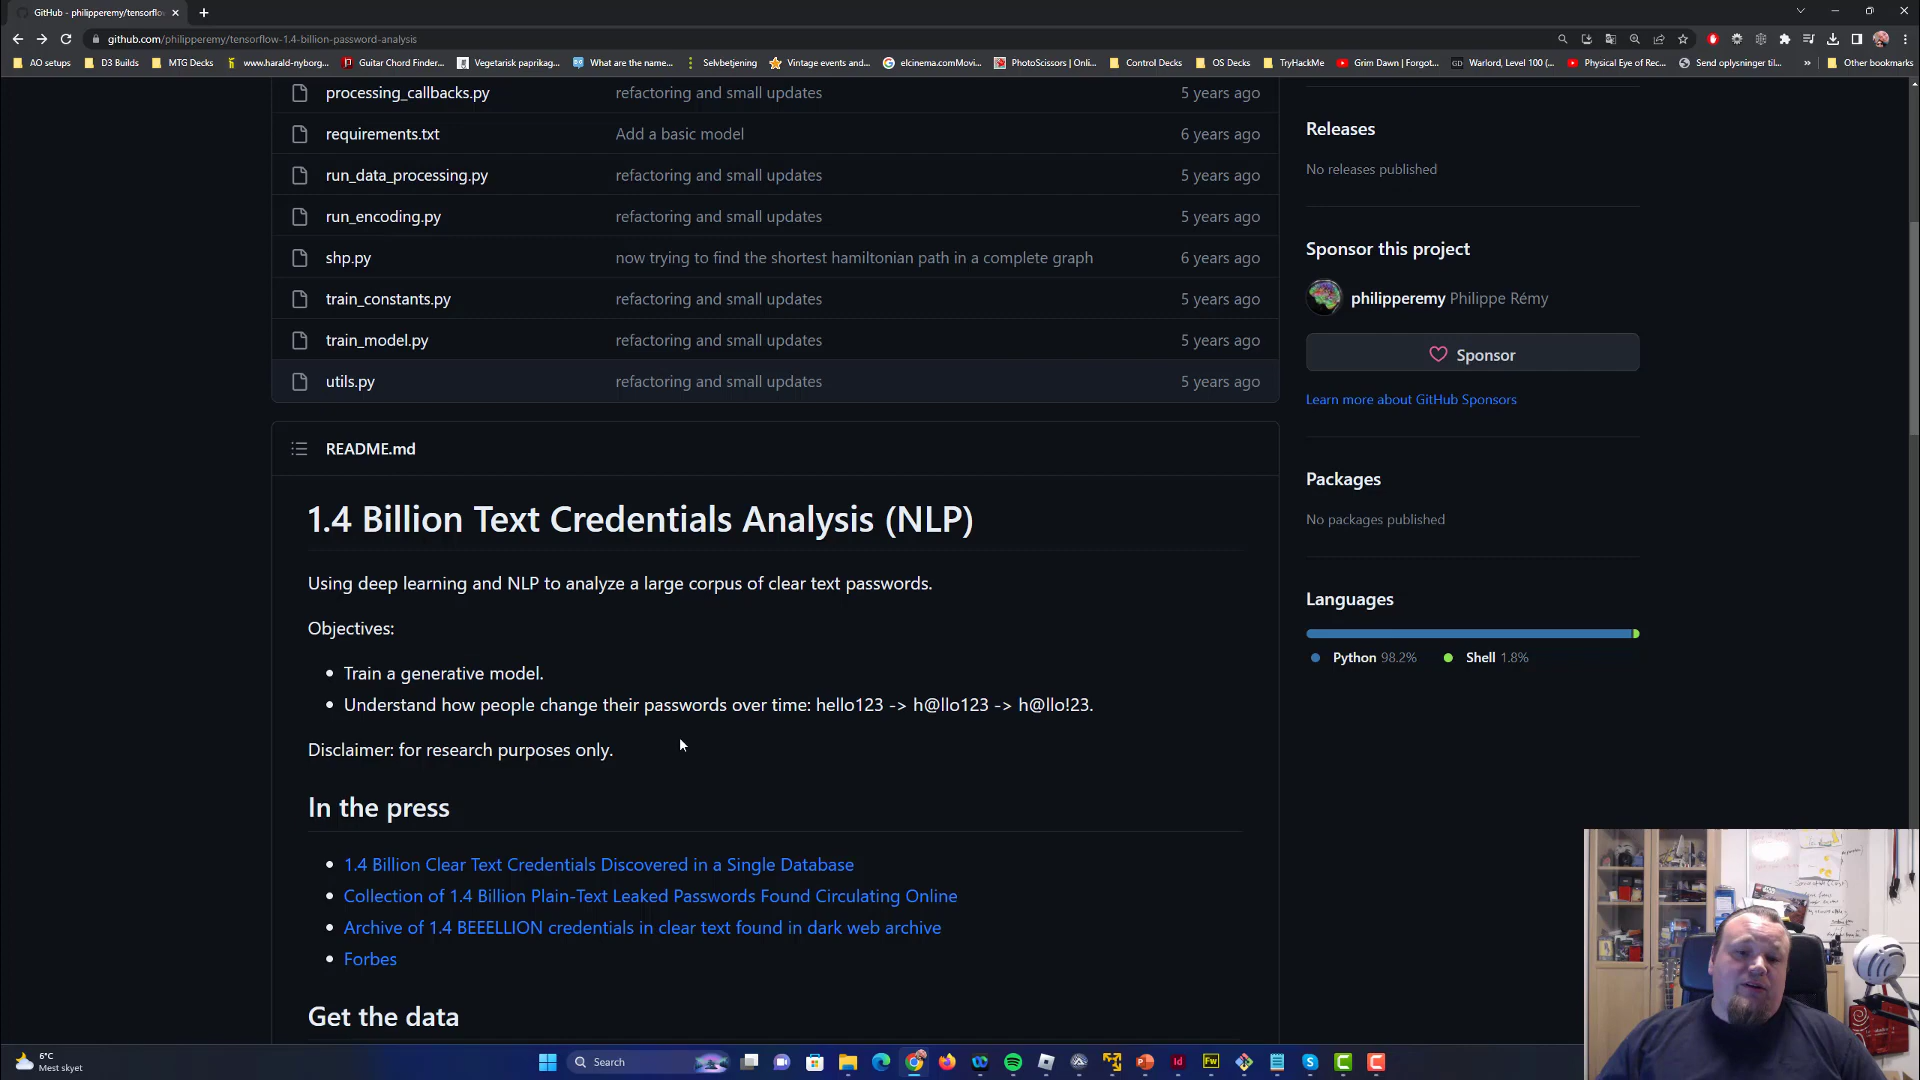 GitHub - philipperemy/tensorflo
github.com/philipperemy/tensorflow-1.4-billion-password-analysis
AO setups
D3 Builds
MTG Decks
www.harald-nyborg...
Guitar Chord Finder...
Vegetarisk paprikag...
What are the name...
Selvbetjening
Vintage events and...
elcinema.comMovi...
PhotoScissors | Onli...
Control Decks
OS Decks
TryHackMe
Grim Dawn | Forgot...
Warlord, Level 100 (...
Physical Eye of Rec...
Send oplysninger til...
Other bookmarks
processing_callbacks.py refactoring and small updates 5 years ago
requirements.txt Add a basic model 6 years ago
run_data_processing.py refactoring and small updates 5 years ago
run_encoding.py refactoring and small updates 5 years ago
shp.py now trying to find the shortest hamiltonian path in a complete graph 6 years ago
train_constants.py refactoring and small updates 5 years ago
train_model.py refactoring and small updates 5 years ago
utils.py refactoring and small updates 5 years ago
README.md
1.4 Billion Text Credentials Analysis (NLP)
Using deep learning and NLP to analyze a large corpus of clear text passwords.
Objectives:
Train a generative model.
Understand how people change their passwords over time: hello123 -> h@llo123 -> h@llo!23.
Disclaimer: for research purposes only.
In the press
1.4 Billion Clear Text Credentials Discovered in a Single Database
Collection of 1.4 Billion Plain-Text Leaked Passwords Found Circulating Online
Archive of 1.4 BEEELLION credentials in clear text found in dark web archive
Forbes
Get the data
Releases
No releases published
Sponsor this project
philipperemy Philippe Rémy
Sponsor
Learn more about GitHub Sponsors
Packages
No packages published
Languages
Python 98.2% Shell 1.8%
6°C
Mest skyet
Search